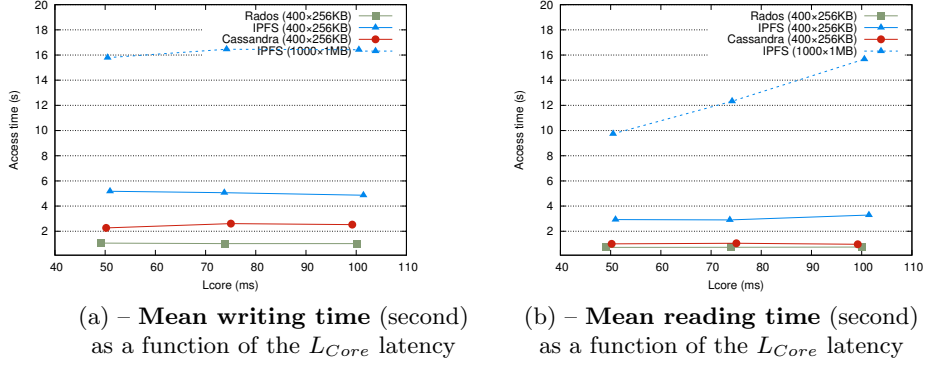 20
18
16
14
12
10
8
6
4
2
40 50 60 70 80 90 100 110
Access time (s)
Lcore (ms)
Rados (400×256KB)
IPFS (400×256KB)
Cassandra (400×256KB)
IPFS (1000×1MB)
(a) – Mean writing time (second)
as a function of the L_Core latency
20
18
16
14
12
10
8
6
4
2
40 50 60 70 80 90 100 110
Access time (s)
Lcore (ms)
Rados (400×256KB)
IPFS (400×256KB)
Cassandra (400×256KB)
IPFS (1000×1MB)
(b) – Mean reading time (second)
as a function of the L_Core latency